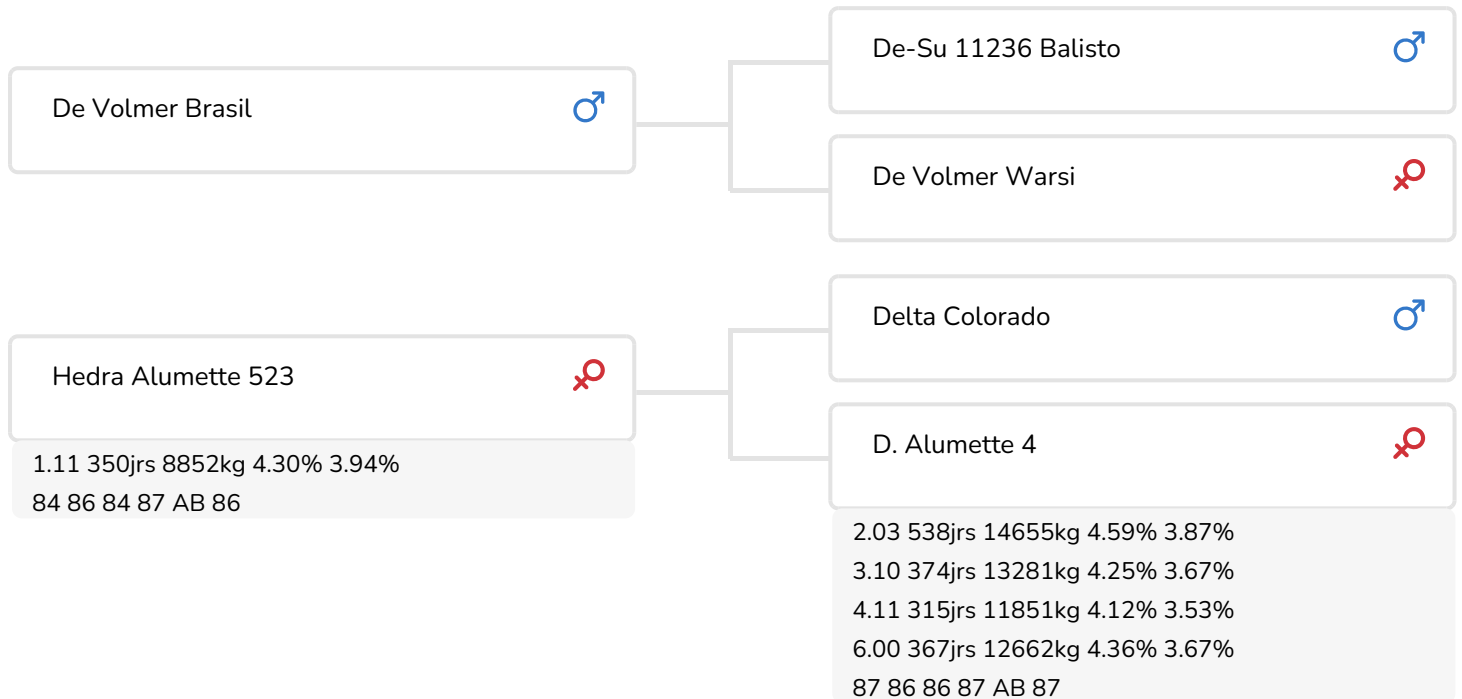 De Volmer Brasil
De-Su 11236 Balisto
De Volmer Warsi
Hedra Alumette 523
1.11 350jrs 8852kg 4.30% 3.94%
84 86 84 87 AB 86
Delta Colorado
D. Alumette 4
2.03 538jrs 14655kg 4.59% 3.87%
3.10 374jrs 13281kg 4.25% 3.67%
4.11 315jrs 11851kg 4.12% 3.53%
6.00 367jrs 12662kg 4.36% 3.67%
87 86 86 87 AB 87